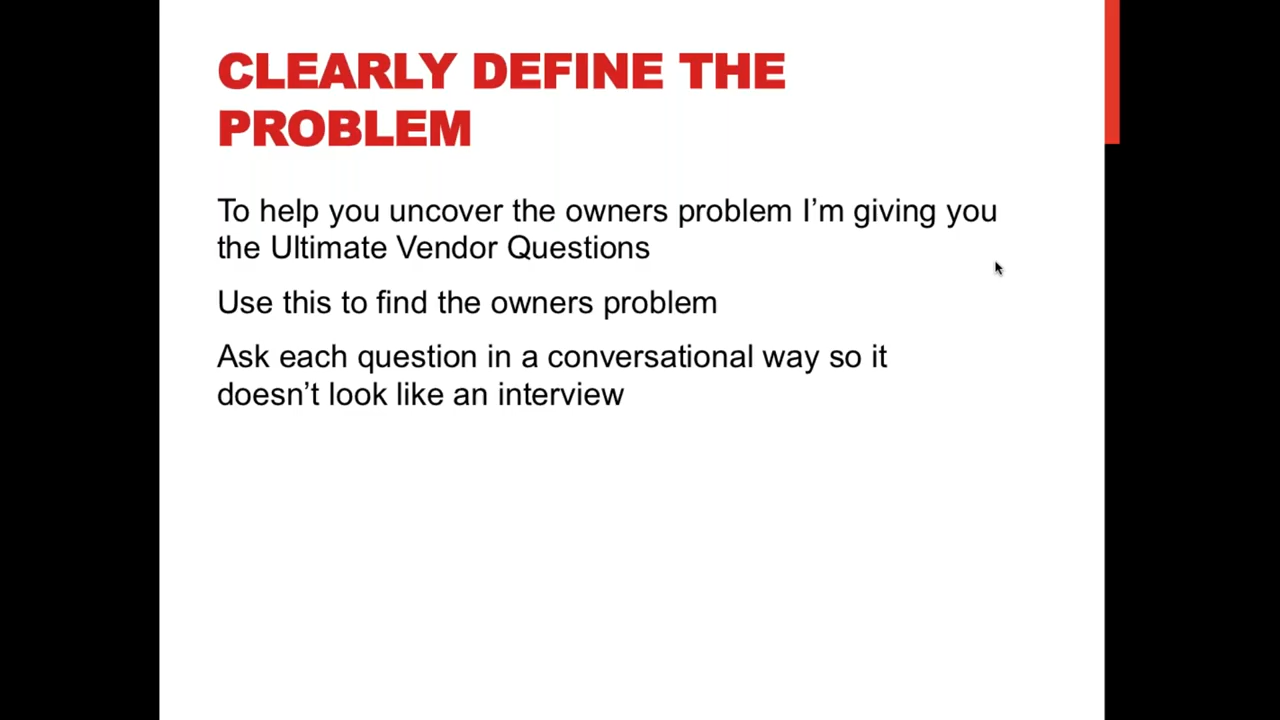 CLEARLY DEFINE THE
PROBLEM
To help you uncover the owners problem I’m giving you
the Ultimate Vendor Questions
Use this to find the owners problem
Ask each question in a conversational way so it
doesn’t look like an interview